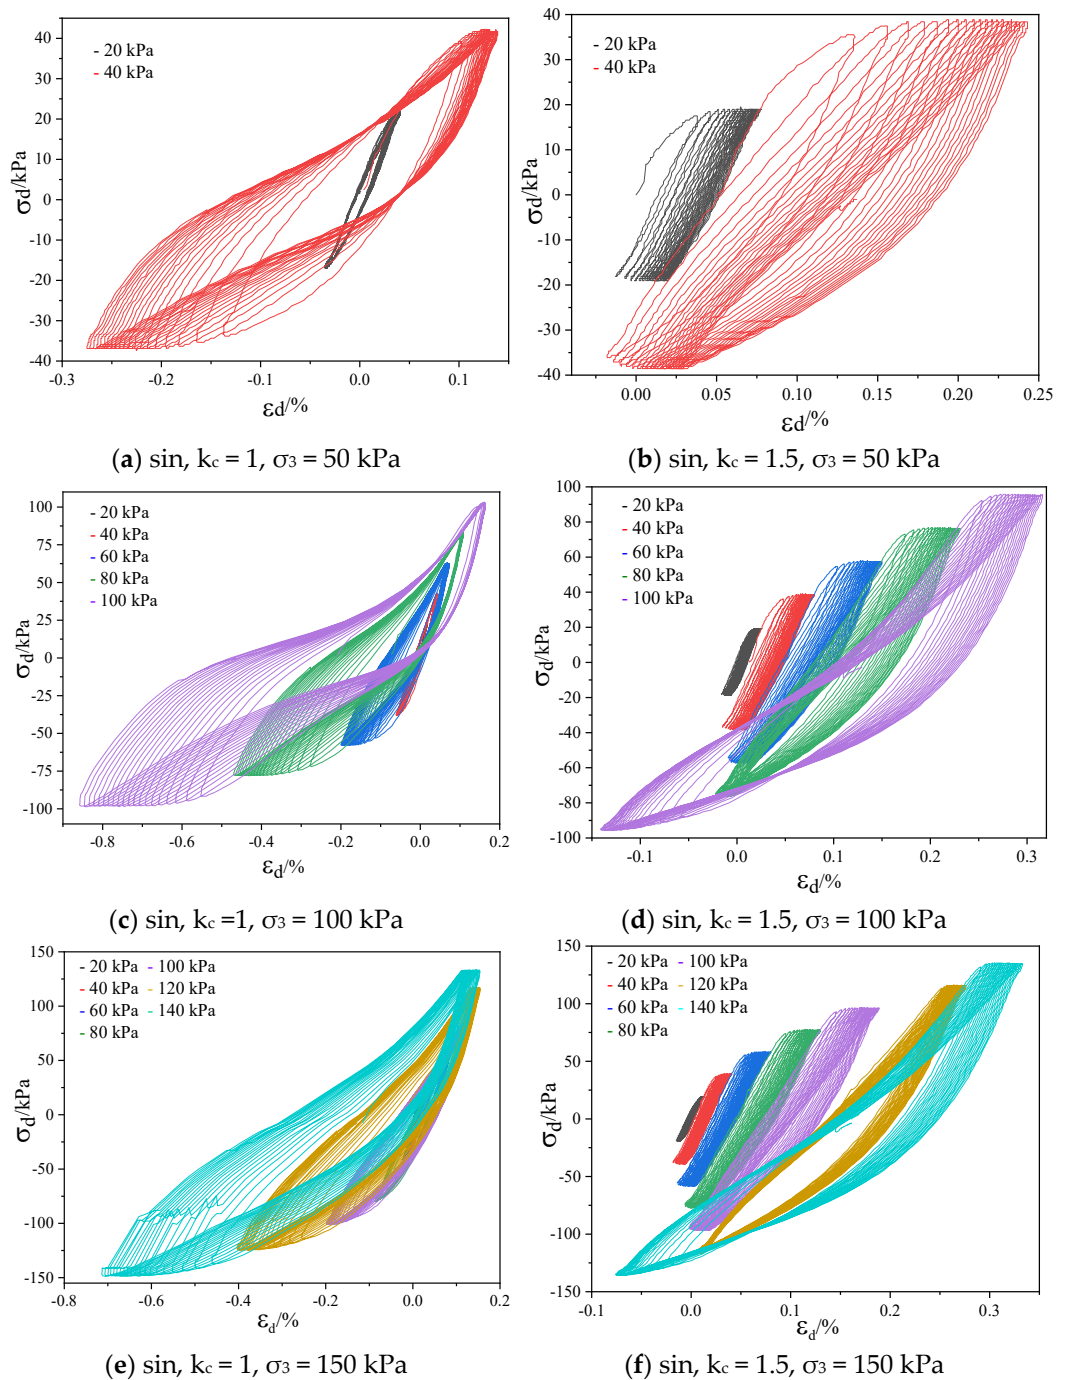 - 20 kPa
- 40 kPa
σd/kPa
40
30
20
10
0
-10
-20
-30
-40
-0.3 -0.2 -0.1 0.0 0.1
εd/%
(a) sin, kc = 1, σ3 = 50 kPa
- 20 kPa
- 40 kPa
σd/kPa
40
30
20
10
0
-10
-20
-30
-40
0.00 0.05 0.10 0.15 0.20 0.25
εd/%
(b) sin, kc = 1.5, σ3 = 50 kPa
- 20 kPa
- 40 kPa
- 60 kPa
- 80 kPa
- 100 kPa
σd/kPa
100
75
50
25
0
-25
-50
-75
-100
-0.8 -0.6 -0.4 -0.2 0.0 0.2
εd/%
(c) sin, kc =1, σ3 = 100 kPa
- 20 kPa
- 40 kPa
- 60 kPa
- 80 kPa
- 100 kPa
σd/kPa
100
80
60
40
20
0
-20
-40
-60
-80
-100
-0.1 0.0 0.1 0.2 0.3
εd/%
(d) sin, kc = 1.5, σ3 = 100 kPa
- 20 kPa - 100 kPa
- 40 kPa - 120 kPa
- 60 kPa - 140 kPa
- 80 kPa
σd/kPa
150
100
50
0
-50
-100
-150
-0.8 -0.6 -0.4 -0.2 0.0 0.2
εd/%
(e) sin, kc = 1, σ3 = 150 kPa
- 20 kPa - 100 kPa
- 40 kPa - 120 kPa
- 60 kPa - 140 kPa
- 80 kPa
σd/kPa
150
100
50
0
-50
-100
-150
-0.1 0.0 0.1 0.2 0.3
εd/%
(f) sin, kc = 1.5, σ3 = 150 kPa